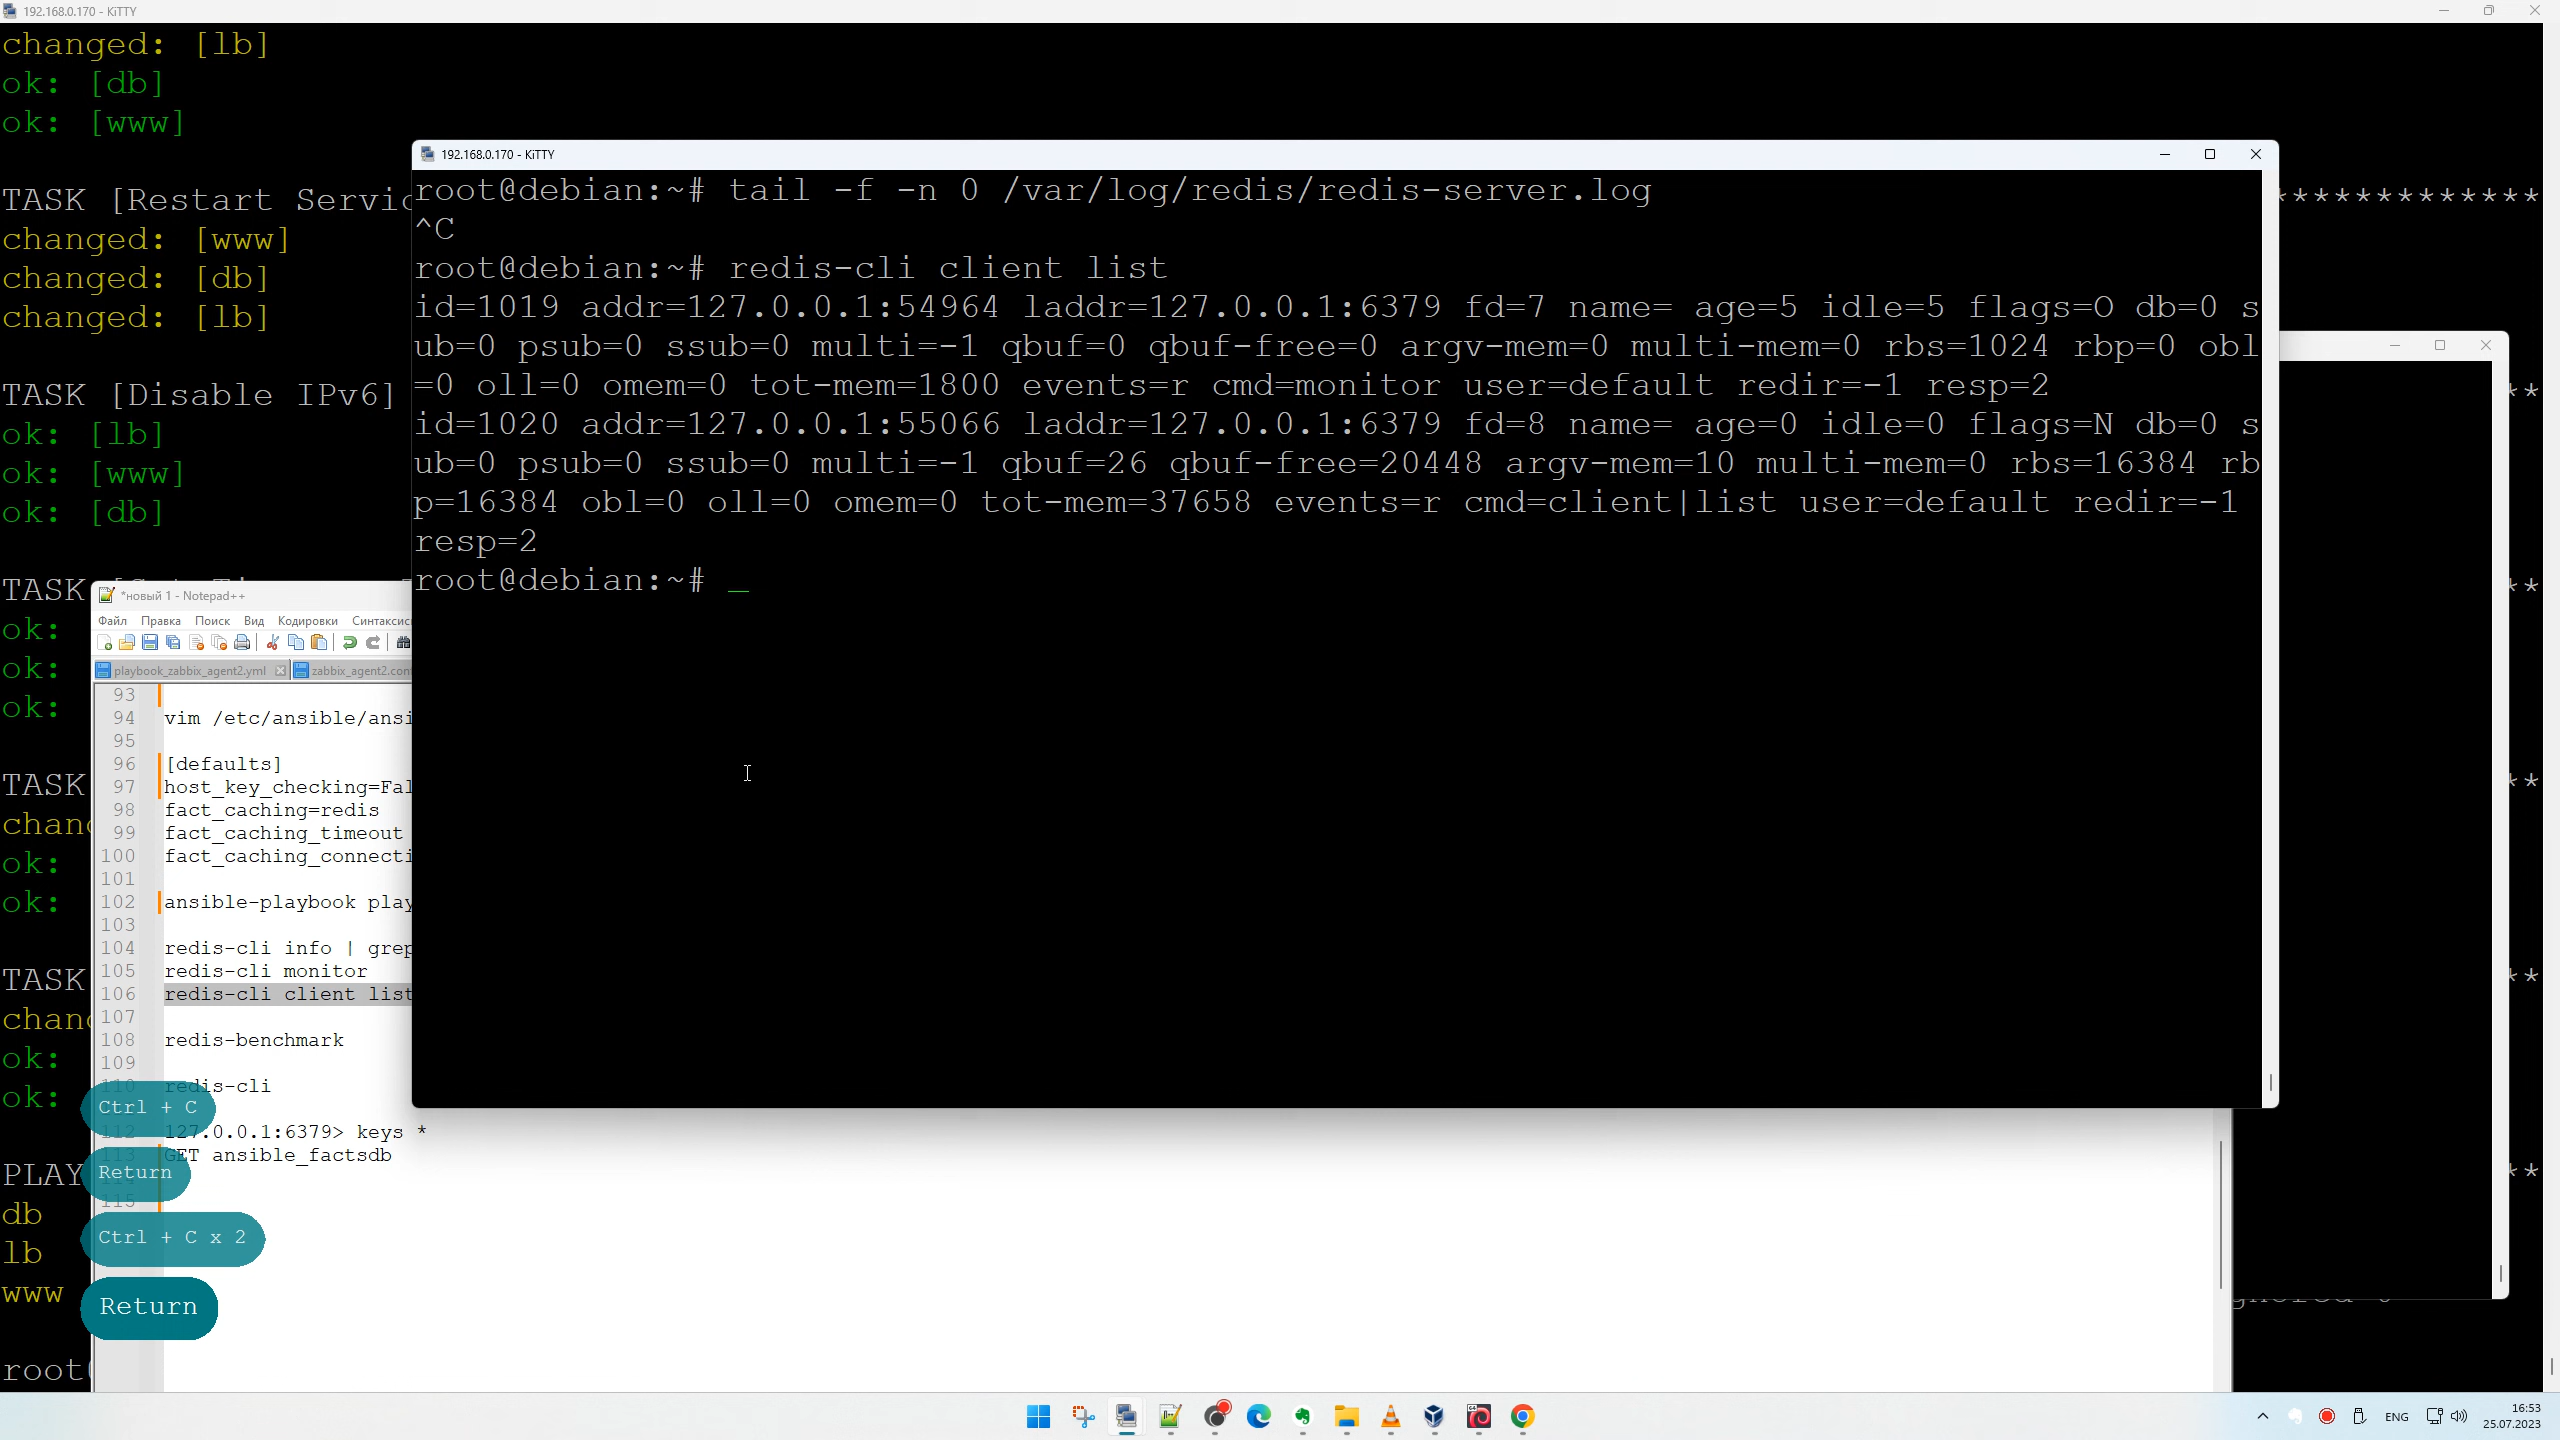 192.168.0.170 - KiTTY
changed: [lb]
ok: [db]
ok: [www]
TASK [Restart Servic
************
changed: [www]
changed: [db]
changed: [lb]
TASK [Disable IPv6]
**
ok: [lb]
ok: [www]
ok: [db]
TASK
**
ok:
ok:
ok:
TASK
**
ok:
ok:
TASK
**
ok:
ok:
PLAY
**
db
lb
www
root
192.168.0.170 - KiTTY
root@debian:~# tail -f -n 0 /var/log/redis/redis-server.log
^C
root@debian:~# redis-cli client list
id=1019 addr=127.0.0.1:54964 laddr=127.0.0.1:6379 fd=7 name= age=5 idle=5 flags=O db=0 s
ub=0 psub=0 ssub=0 multi=-1 qbuf=0 qbuf-free=0 argv-mem=0 multi-mem=0 rbs=1024 rbp=0 obl
=0 oll=0 omem=0 tot-mem=1800 events=r cmd=monitor user=default redir=-1 resp=2
id=1020 addr=127.0.0.1:55066 laddr=127.0.0.1:6379 fd=8 name= age=0 idle=0 flags=N db=0 s
ub=0 psub=0 ssub=0 multi=-1 qbuf=26 qbuf-free=20448 argv-mem=10 multi-mem=0 rbs=16384 rb
p=16384 obl=0 oll=0 omem=0 tot-mem=37658 events=r cmd=client|list user=default redir=-1
resp=2
root@debian:~# _
*новый 1 - Notepad++
Файл Правка Поиск Вид Кодировки Синтаксис
playbook_zabbix_agent2.yml zabbix_agent2.con
93
94 vim /etc/ansible/ansi
95
96 [defaults]
97 host_key_checking=Fal
98 fact_caching=redis
99 fact_caching_timeout
100 fact_caching_connecti
101
102 ansible-playbook play
103
104 redis-cli info | grep
105 redis-cli monitor
106 redis-cli client list
107
108 redis-benchmark
109
110 redis-cli
112 127.0.0.1:6379> keys *
113 GET ansible_factsdb
115
Ctrl + C
Return
Ctrl + C x 2
Return
ENG
16:53
25.07.2023